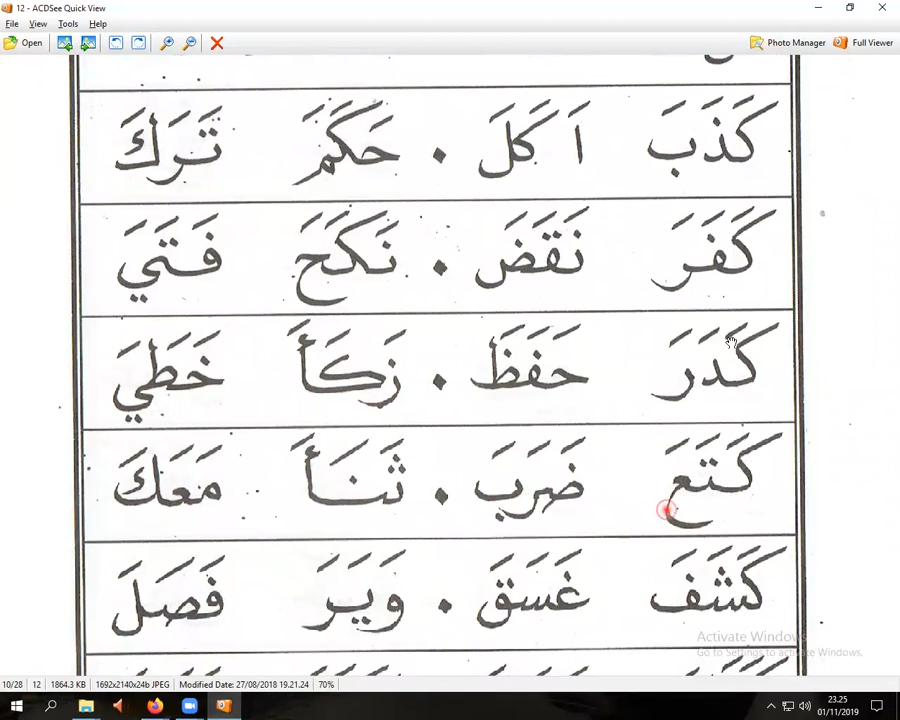 12 - ACDSee Quick View
File View Tools Help
Open Photo Manager Full Viewer
كَذَبَ اَكَلَ . حَكَمَ تَرَكَ
كَفَرَ نَقَضَ . نَكَحَ فَتَيَ
كَدَرَ حَفَظَ . زَكَأَ خَطَيَ
كَتَعَ ضَرَبَ . ثَنَأَ مَعَكَ
كَشَفَ غَسَقَ . وَيَرَ فَصَلَ
Activate Windows
Go to Settings to activate Windows.
10/28 12 1864.3 KB 1692x2140x24b JPEG Modified Date: 27/08/2018 19.21.24 70%
23.25
01/11/2019